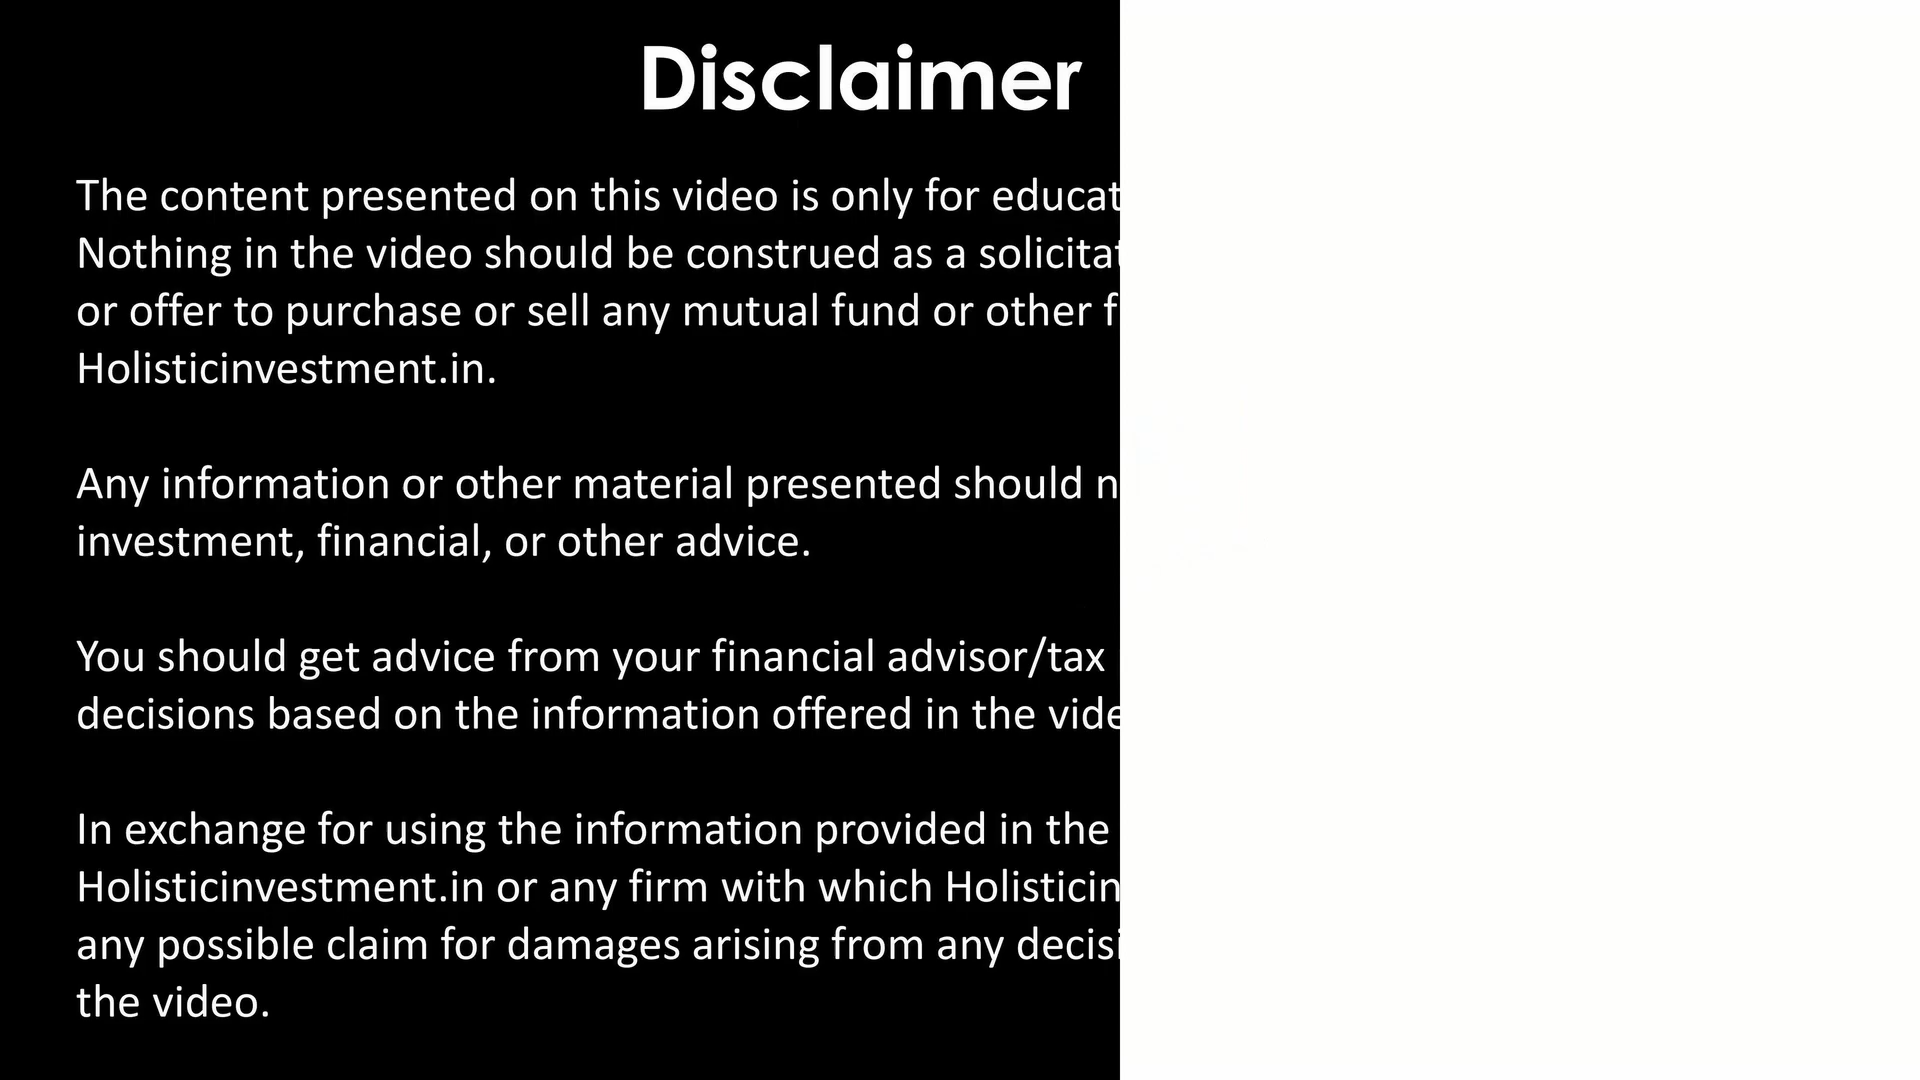 Disclaimer
The content presented on this video is only for educat
Nothing in the video should be construed as a solicitat
or offer to purchase or sell any mutual fund or other f
Holisticinvestment.in.
Any information or other material presented should n
investment, financial, or other advice.
You should get advice from your financial advisor/tax
decisions based on the information offered in the vide
In exchange for using the information provided in the
Holisticinvestment.in or any firm with which Holisticin
any possible claim for damages arising from any decisi
the video.